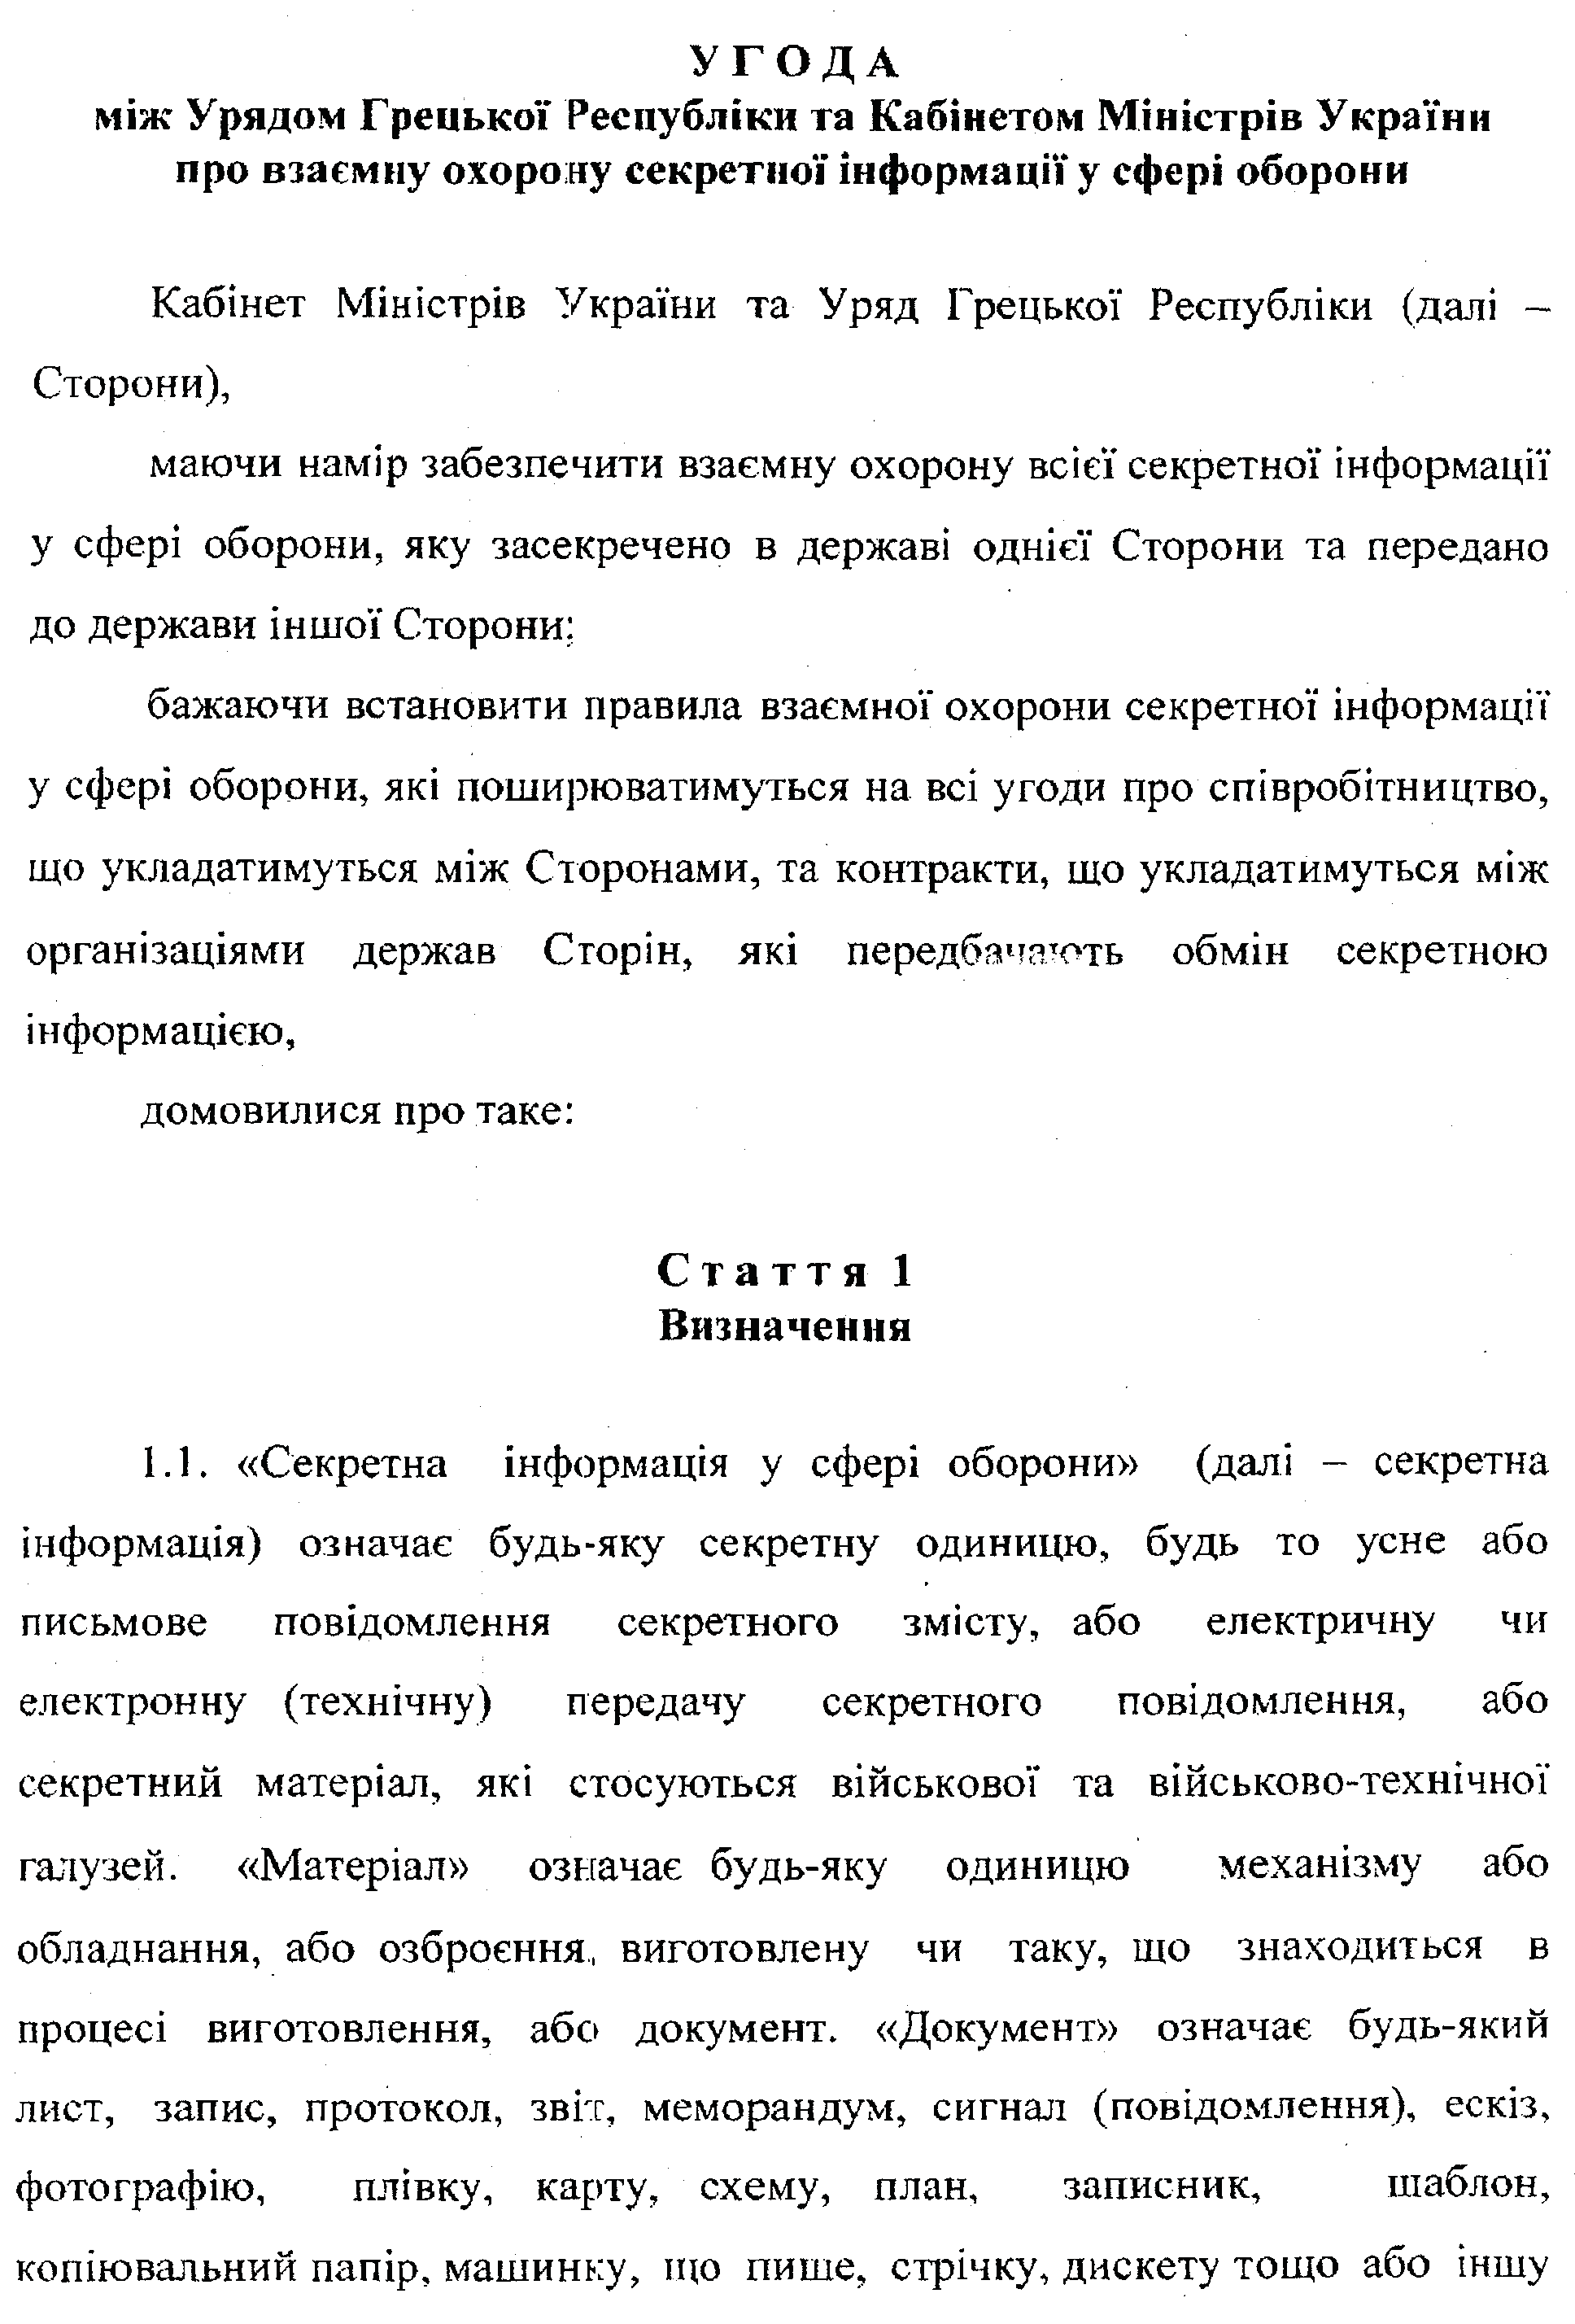 У Г О Д А
між Урядом Грецької Республіки та Кабінетом Міністрів України
про взаємну охорону секретної інформації у сфері оборони
Кабінет Міністрів України та Уряд Грецької Республіки (далі –
Сторони),
маючи намір забезпечити взаємну охорону всієї секретної інформації
у сфері оборони, яку засекречено в державі однієї Сторони та передано
до держави іншої Сторони;
бажаючи встановити правила взаємної охорони секретної інформації
у сфері оборони, які поширюватимуться на всі угоди про співробітництво,
що укладатимуться між Сторонами, та контракти, що укладатимуться між
організаціями держав Сторін, які передбачають обмін секретною
інформацією,
домовилися про таке:
С т а т т я 1
Визначення
1.1. «Секретна інформація у сфері оборони» (далі – секретна
інформація) означає будь-яку секретну одиницю, будь то усне або
письмове повідомлення секретного змісту, або електричну чи
електронну (технічну) передачу секретного повідомлення, або
секретний матеріал, які стосуються військової та військово-технічної
галузей. «Матеріал» означає будь-яку одиницю механізму або
обладнання, або озброєння, виготовлену чи таку, що знаходиться в
процесі виготовлення, або документ. «Документ» означає будь-який
лист, запис, протокол, звіт, меморандум, сигнал (повідомлення), ескіз,
фотографію, плівку, карту, схему, план, записник, шаблон,
копіювальний папір, машинку, що пише, стрічку, дискету тощо або іншу